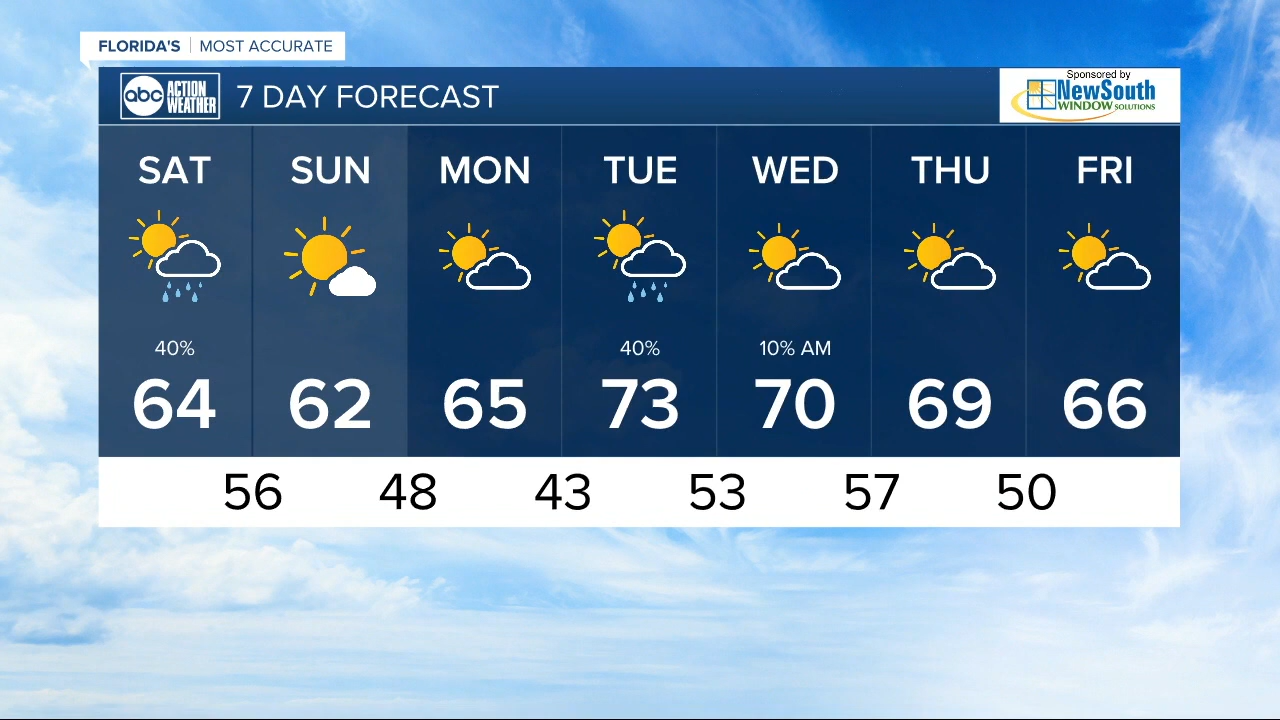 FLORIDA'S | MOST ACCURATE
abc ACTION WEATHER
7 DAY FORECAST
Sponsored by
NewSouth
WINDOW SOLUTIONS
SAT SUN MON TUE WED THU FRI
40% 40% 10% AM
64 62 65 73 70 69 66
56 48 43 53 57 50